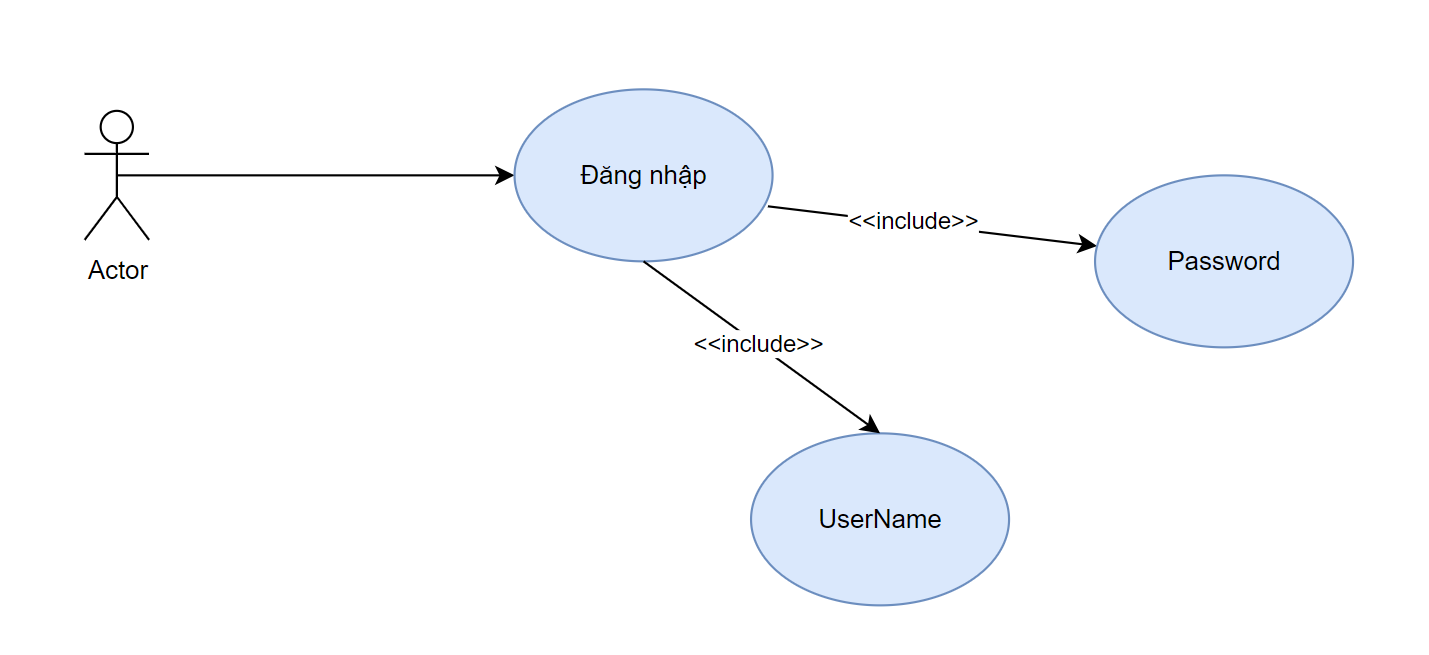 Đăng nhập
<<include>>
Password
Actor
<<include>>
UserName